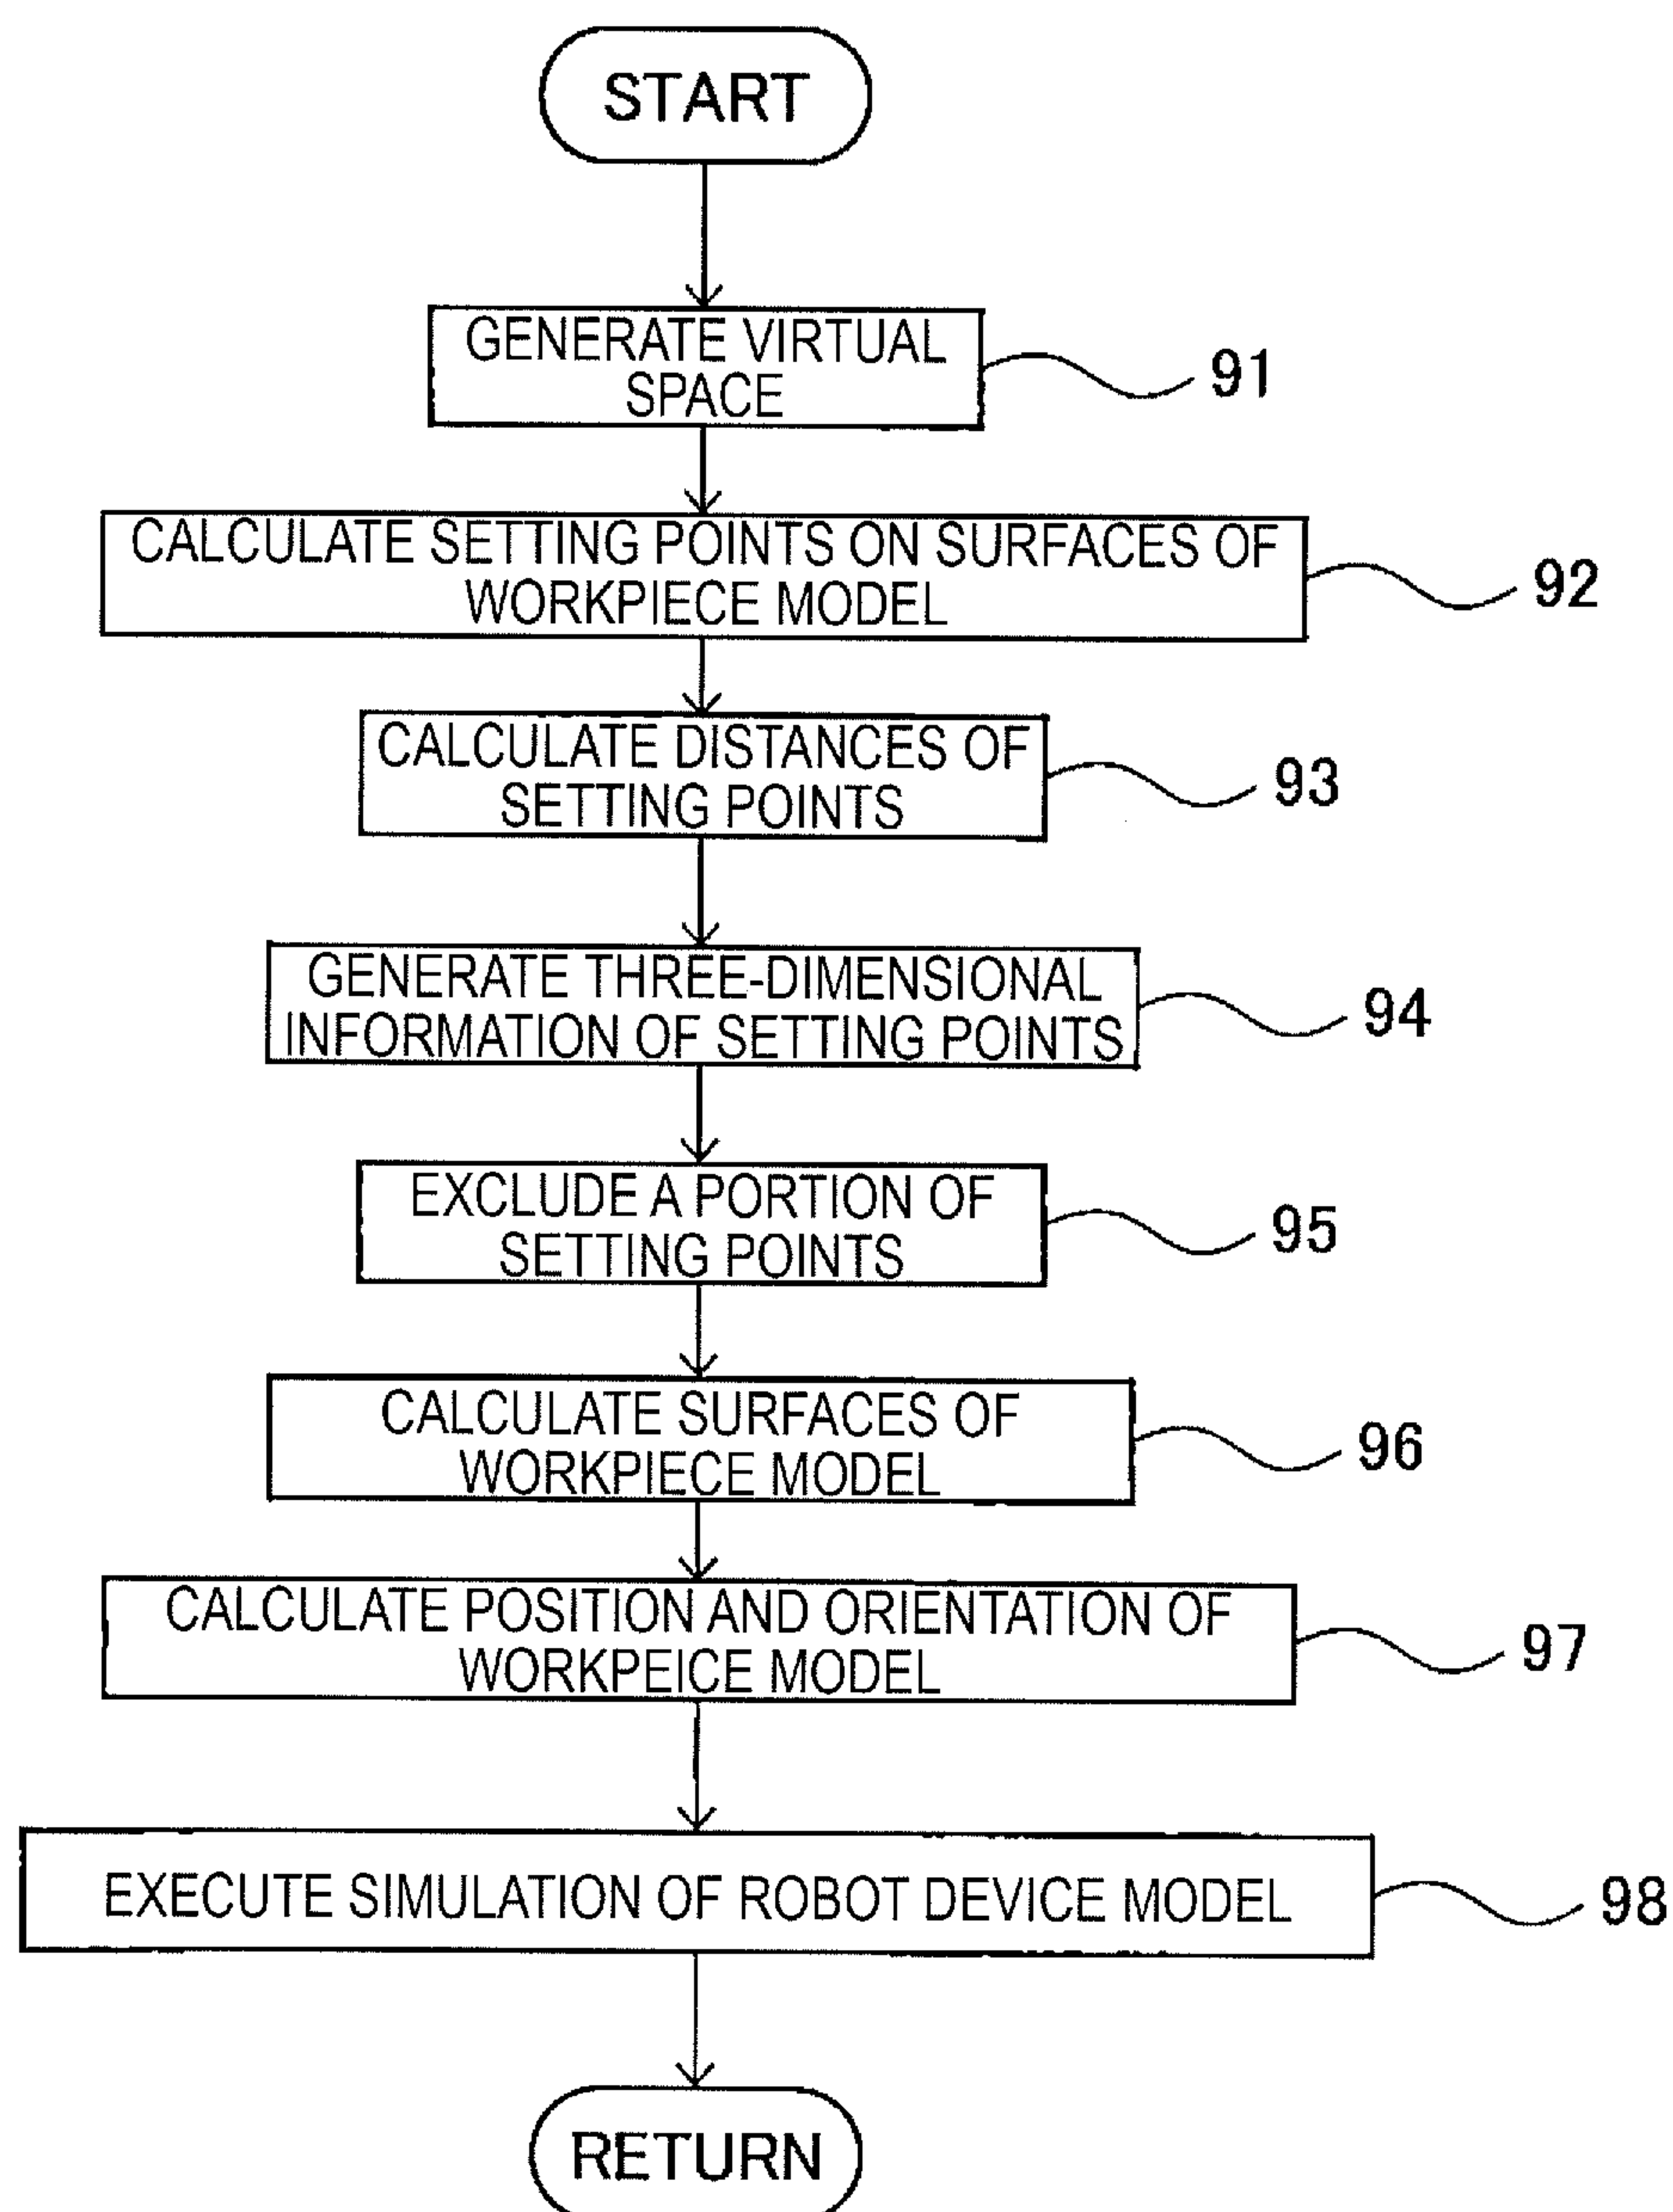 START
GENERATE VIRTUAL
SPACE
91
CALCULATE SETTING POINTS ON SURFACES OF
WORKPIECE MODEL
92
CALCULATE DISTANCES OF
SETTING POINTS
93
GENERATE THREE-DIMENSIONAL
INFORMATION OF SETTING POINTS
94
EXCLUDE A PORTION OF
SETTING POINTS
95
CALCULATE SURFACES OF
WORKPIECE MODEL
96
CALCULATE POSITION AND ORIENTATION OF
WORKPEICE MODEL
97
EXECUTE SIMULATION OF ROBOT DEVICE MODEL
98
RETURN